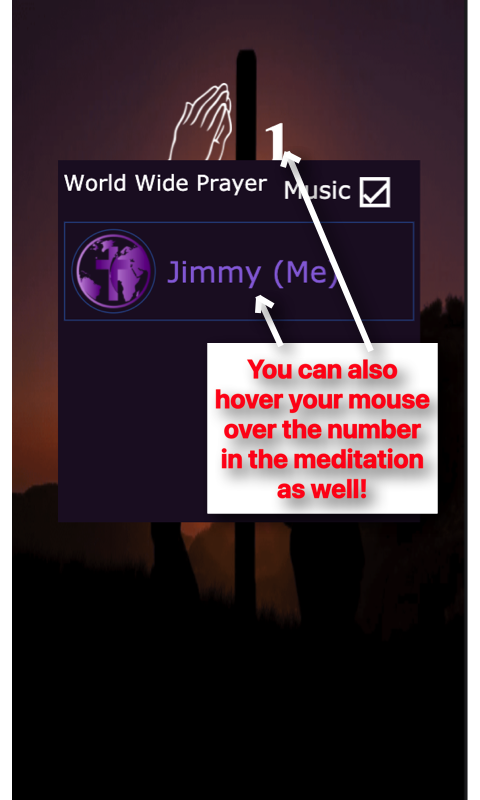 1
World Wide Prayer
Music
Jimmy (Me)
You can also
hover your mouse
over the number
in the meditation
as well!